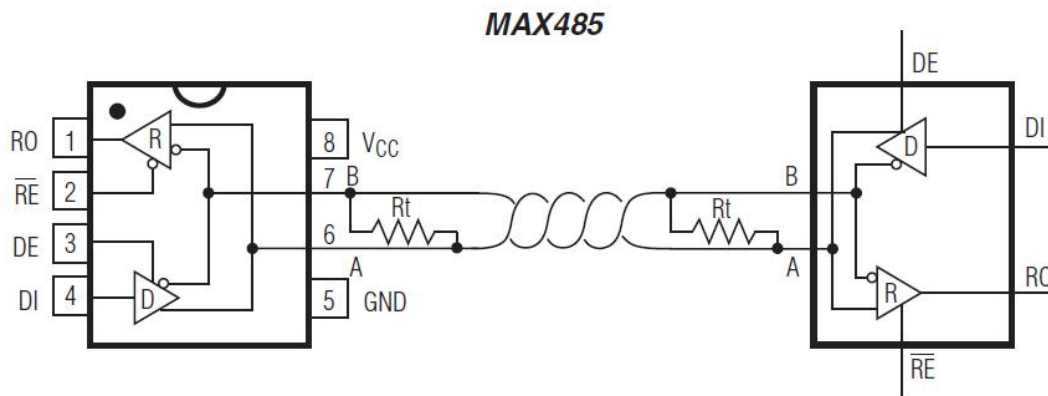 MAX485
DE
RO 1 R 8 VCC D DI
RE 2 7 B B
Rt Rt
DE 3 6
A A
DI 4 D 5 GND R RO
RE